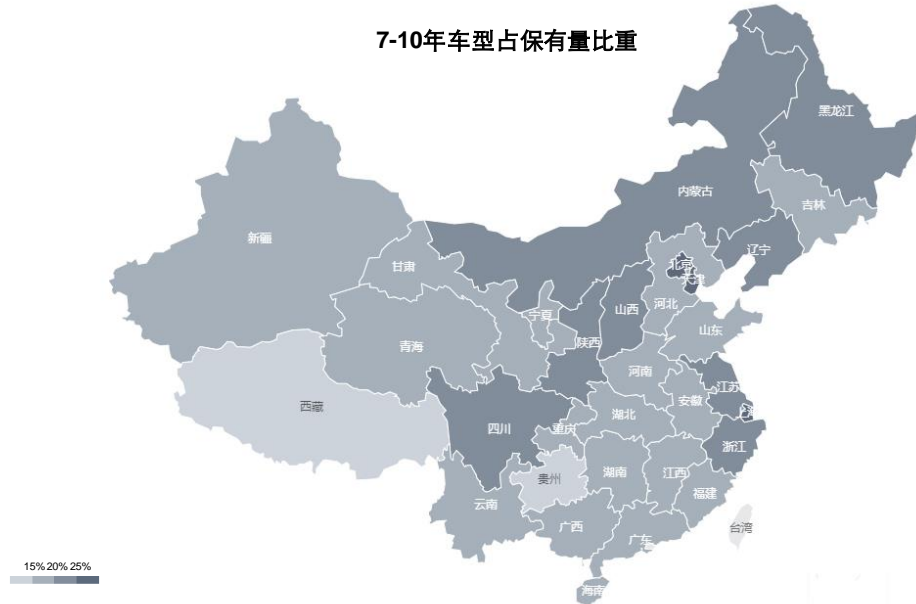 7-10年车型占保有量比重
黑龙江
内蒙古
吉林
新疆
辽宁
甘肃
北京
天津
宁夏
山西
河北
山东
青海
陕西
河南
江苏
西藏
安徽
上海
四川
重庆
湖北
浙江
贵州
湖南
江西
福建
云南
广西
广东
台湾
海南
15% 20% 25%